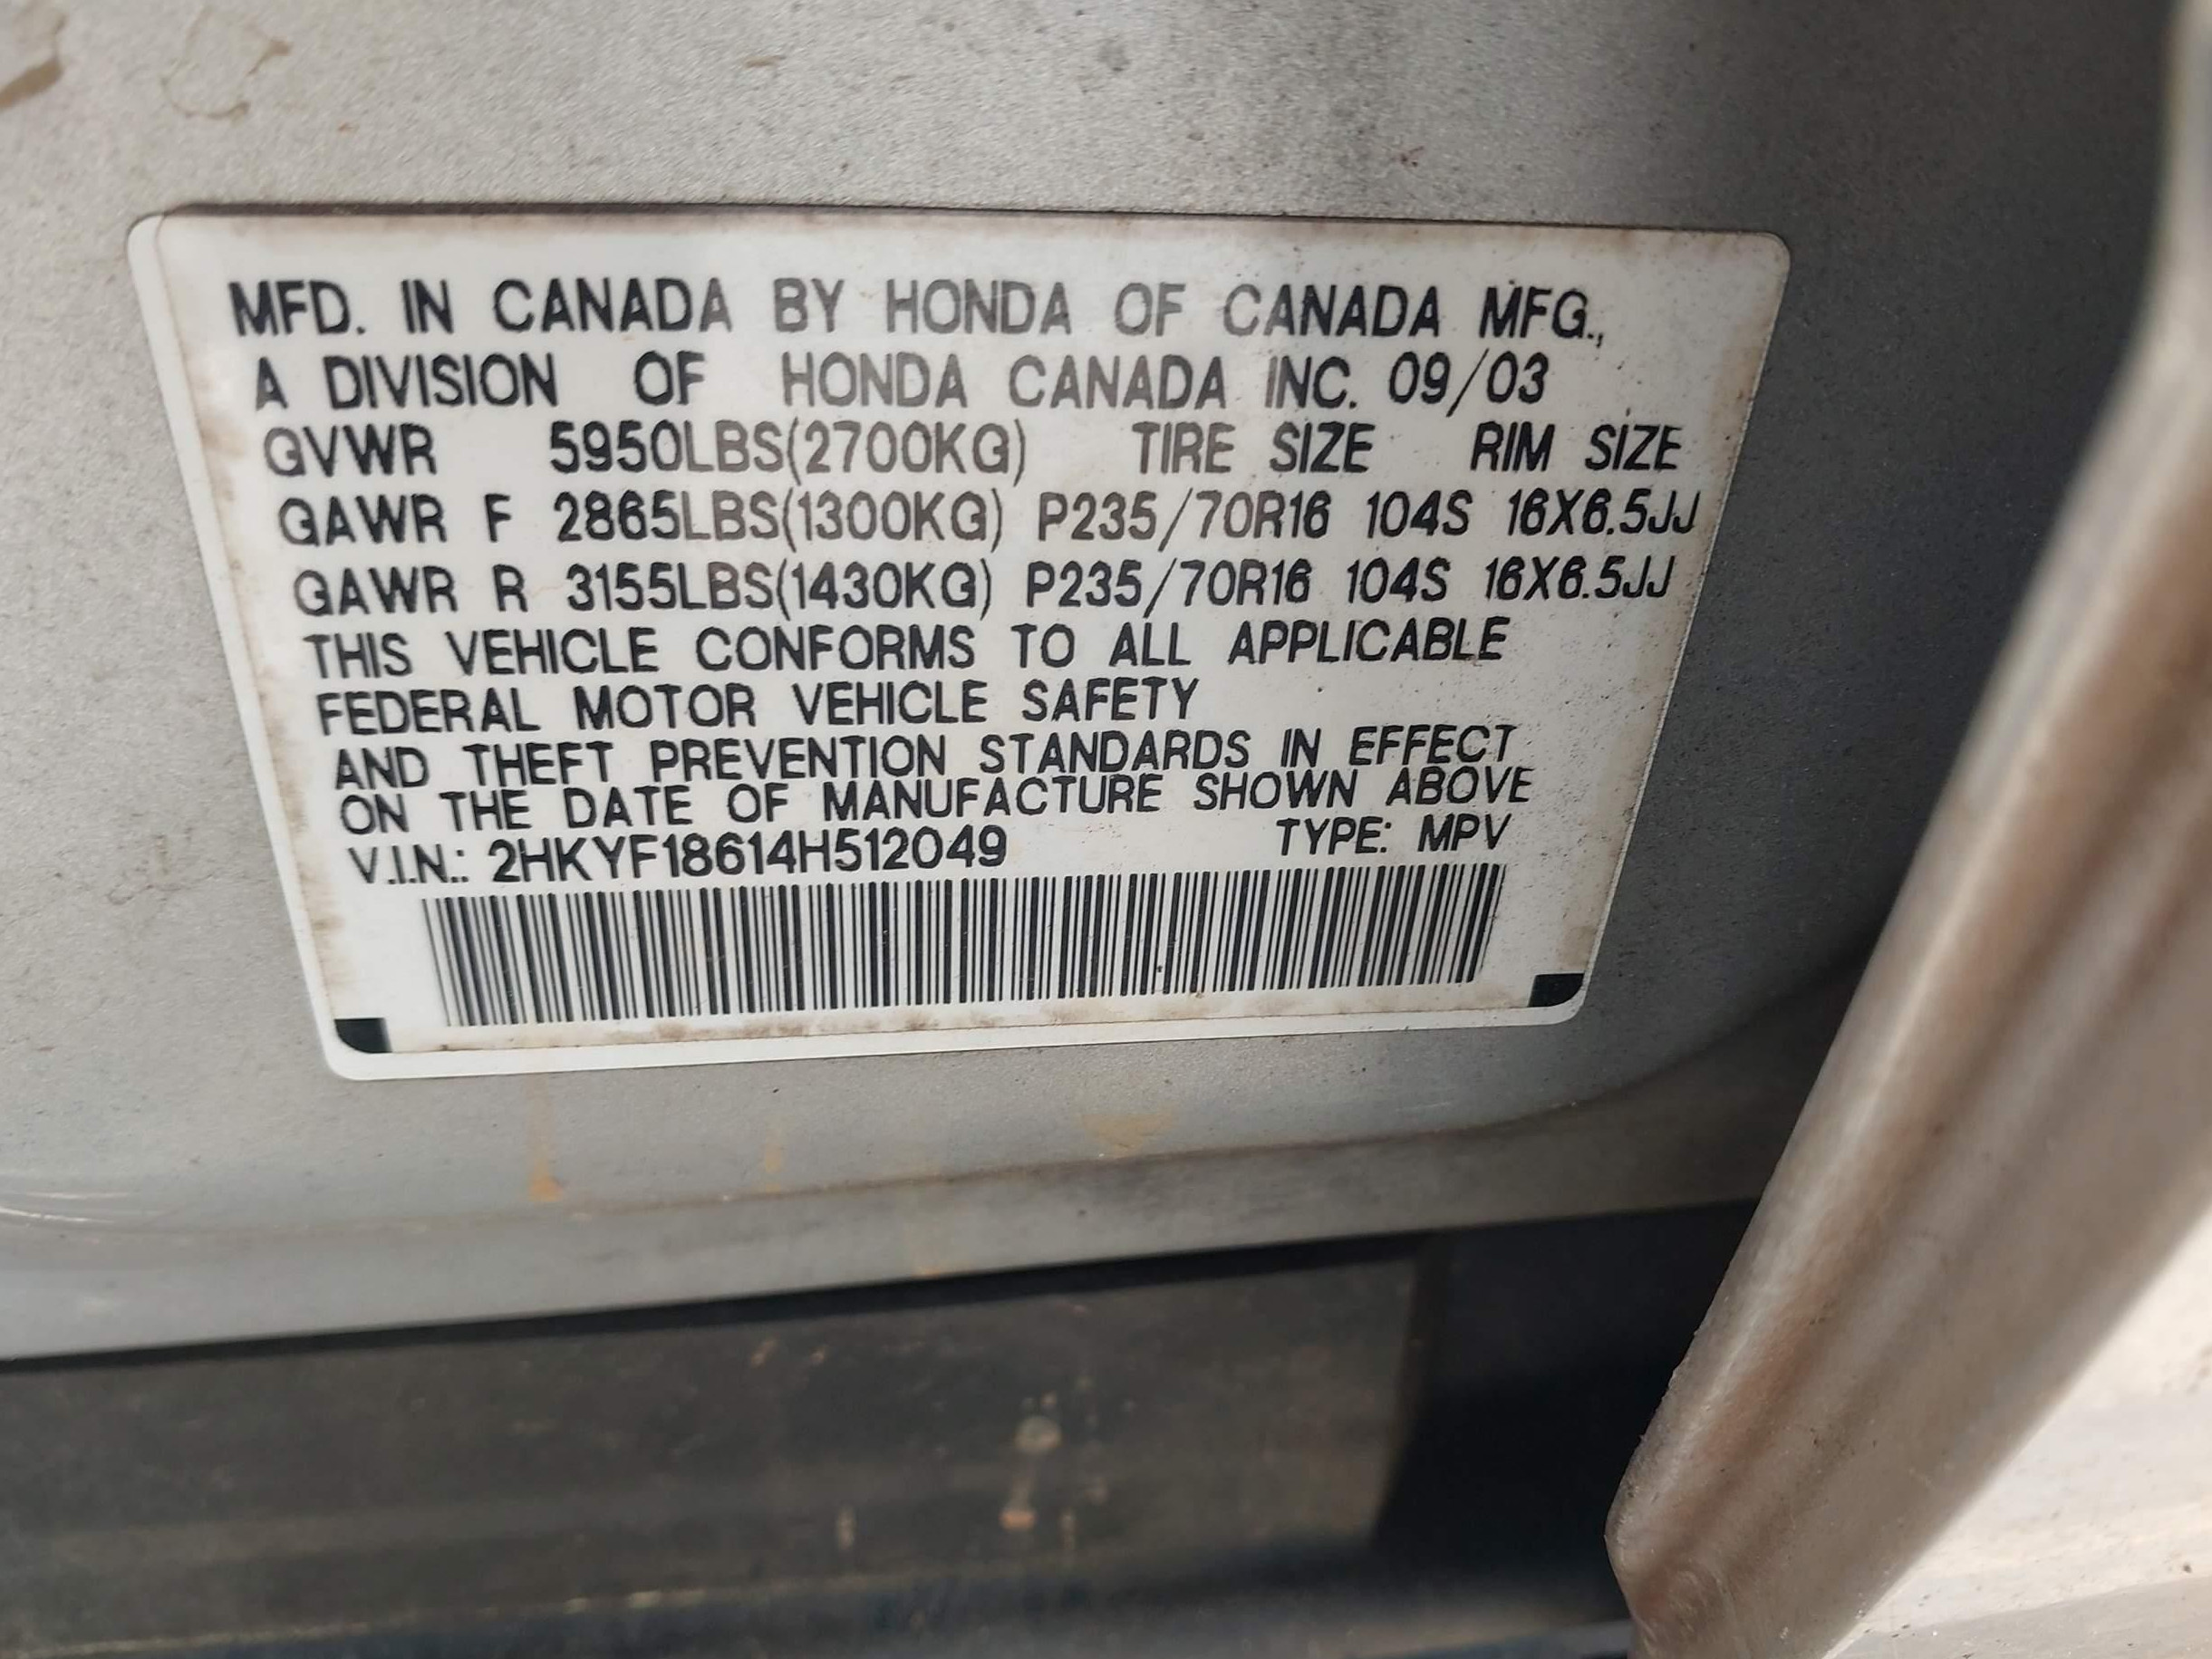 MFD. IN CANADA BY HONDA OF CANADA MFG.,
A DIVISION OF HONDA CANADA INC. 09/03
GVWR 5950LBS(2700KG) TIRE SIZE RIM SIZE
GAWR F 2865LBS(1300KG) P235/70R16 104S 16X6.5JJ
GAWR R 3155LBS(1430KG) P235/70R16 104S 16X6.5JJ
THIS VEHICLE CONFORMS TO ALL APPLICABLE
FEDERAL MOTOR VEHICLE SAFETY
AND THEFT PREVENTION STANDARDS IN EFFECT
ON THE DATE OF MANUFACTURE SHOWN ABOVE
V.I.N.: 2HKYF18614H512049 TYPE: MPV